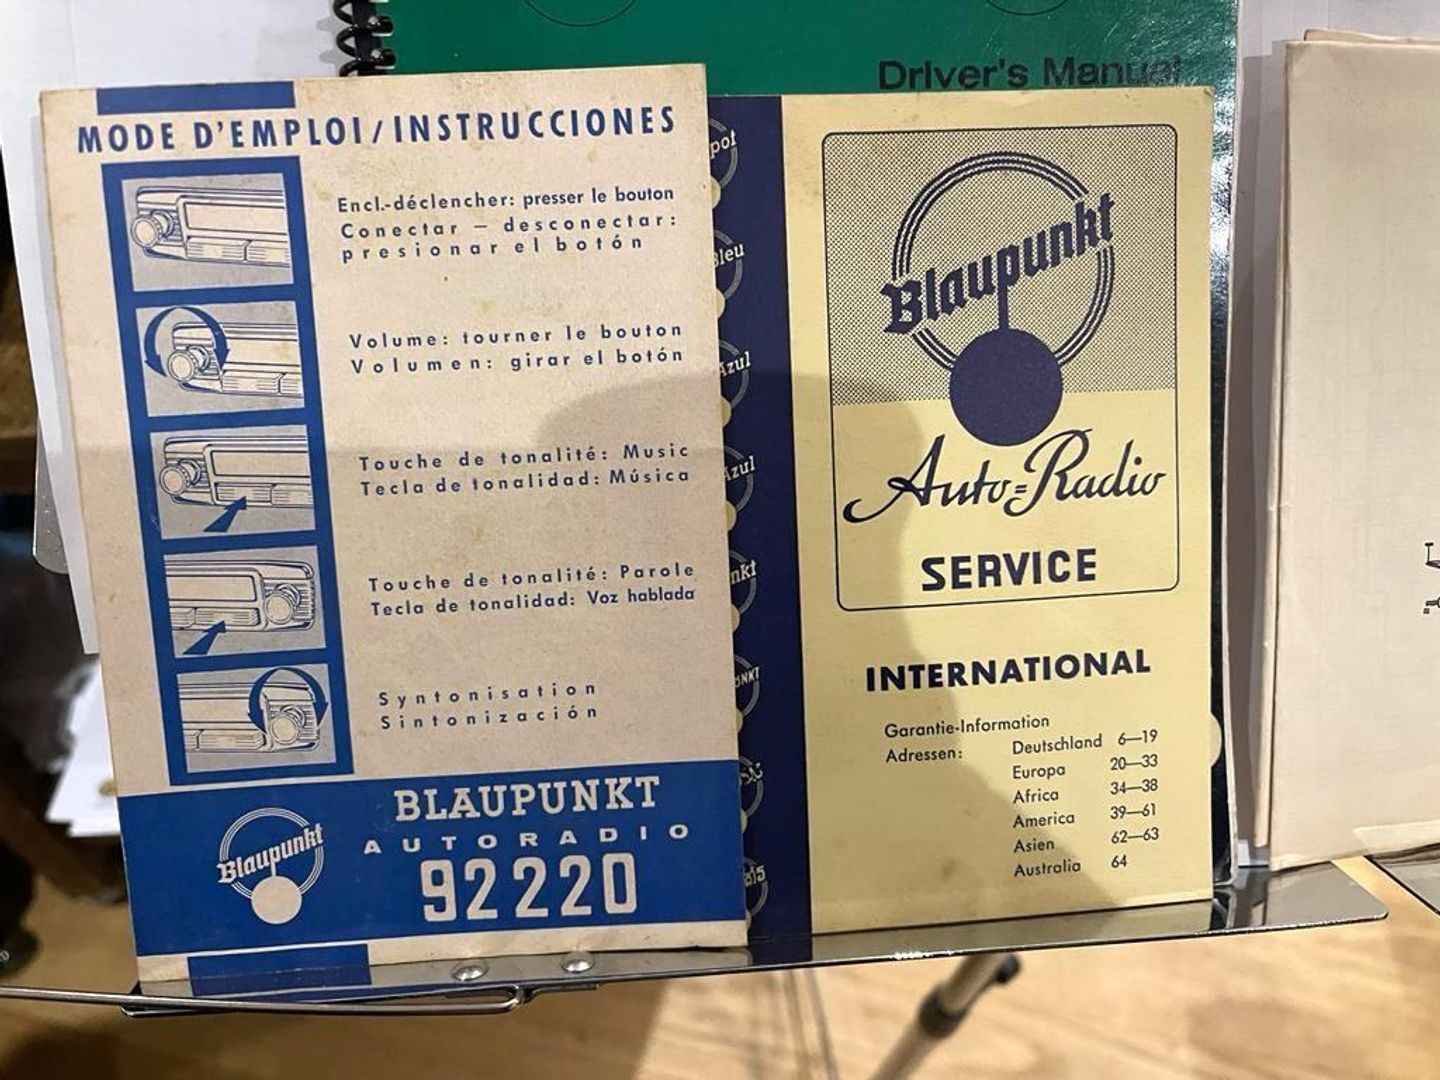 Driver's Manual
MODE D'EMPLOI/INSTRUCCIONES
Encl.-déclencher: presser le bouton
Conectar – desconectar:
presionar el botón
Volume: tourner le bouton
Volumen: girar el botón
Touche de tonalité: Music
Tecla de tonalidad: Música
Touche de tonalité: Parole
Tecla de tonalidad: Voz hablada
Syntonisation
Sintonización
Blaupunkt
BLAUPUNKT
AUTORADIO
92220
Blaupunkt
Auto=Radio
SERVICE
INTERNATIONAL
Garantie-Information
Adressen: Deutschland 6—19
Europa 20—33
Africa 34—38
America 39—61
Asien 62—63
Australia 64